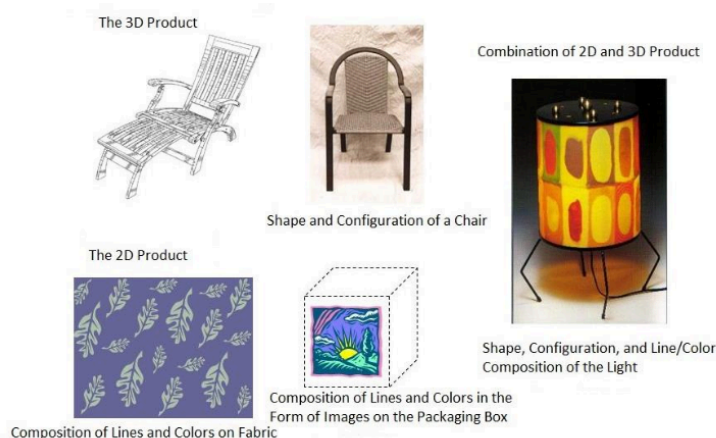 The 3D Product
Combination of 2D and 3D Product
Shape and Configuration of a Chair
The 2D Product
Shape, Configuration, and Line/Color
Composition of the Light
Composition of Lines and Colors in the
Form of Images on the Packaging Box
Composition of Lines and Colors on Fabric